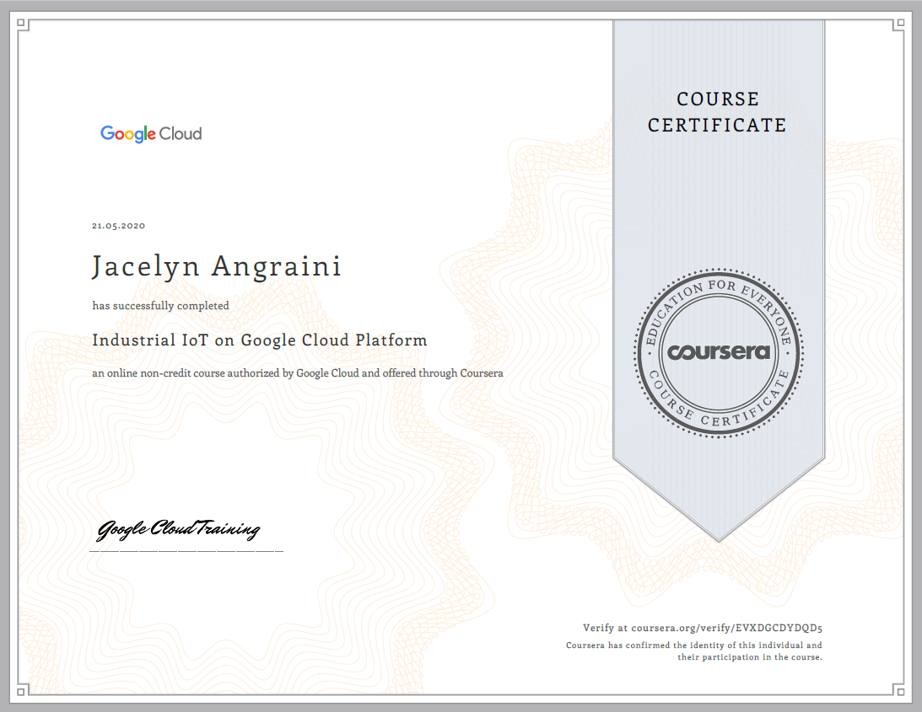 COURSE
CERTIFICATE
Google Cloud
21.05.2020
Jacelyn Angraini
has successfully completed
Industrial IoT on Google Cloud Platform
an online non-credit course authorized by Google Cloud and offered through Coursera
EDUCATION FOR EVERYONE
coursera
COURSE CERTIFICATE
Google Cloud Training
Verify at coursera.org/verify/EVXDGCDYDQD5
Coursera has confirmed the identity of this individual and
their participation in the course.